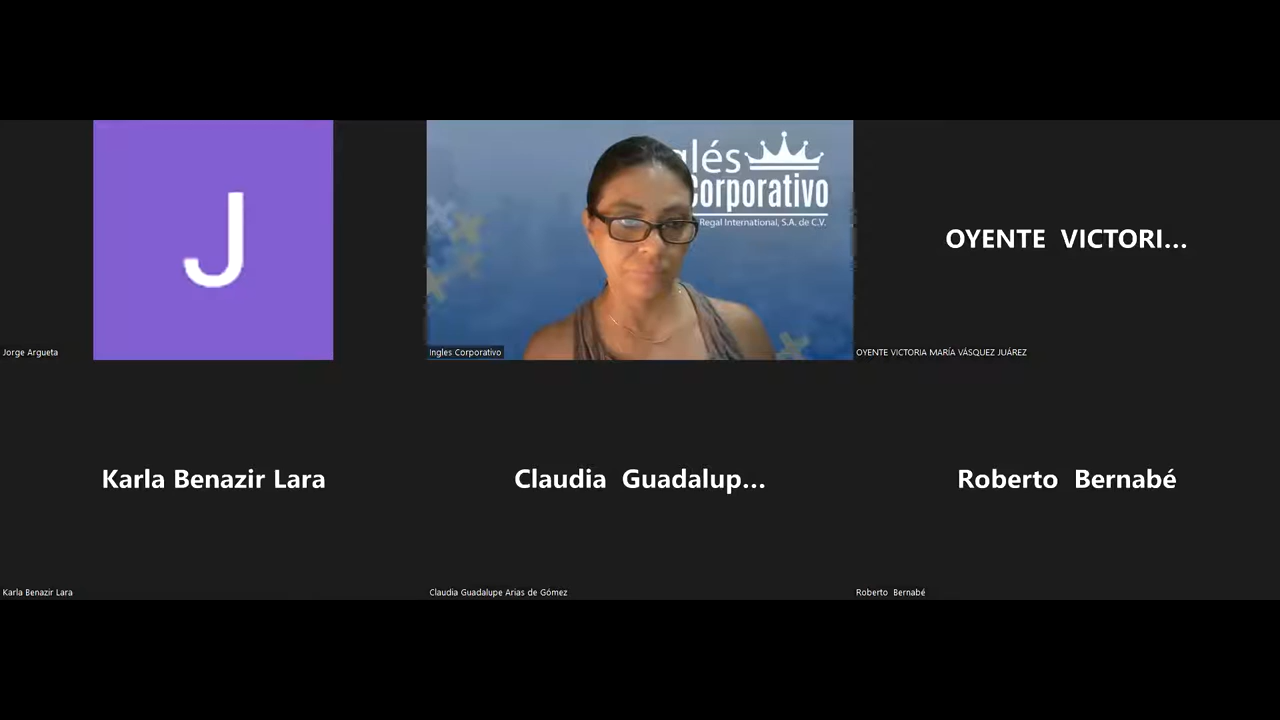 J
glés
Corporativo
Regal International, S.A. de C.V.
OYENTE VICTORI...
Jorge Argueta
Ingles Corporativo
OYENTE VICTORIA MARÍA VÁSQUEZ JUÁREZ
Karla Benazir Lara
Claudia Guadalup...
Roberto Bernabé
Karla Benazir Lara
Claudia Guadalupe Arias de Gómez
Roberto Bernabé